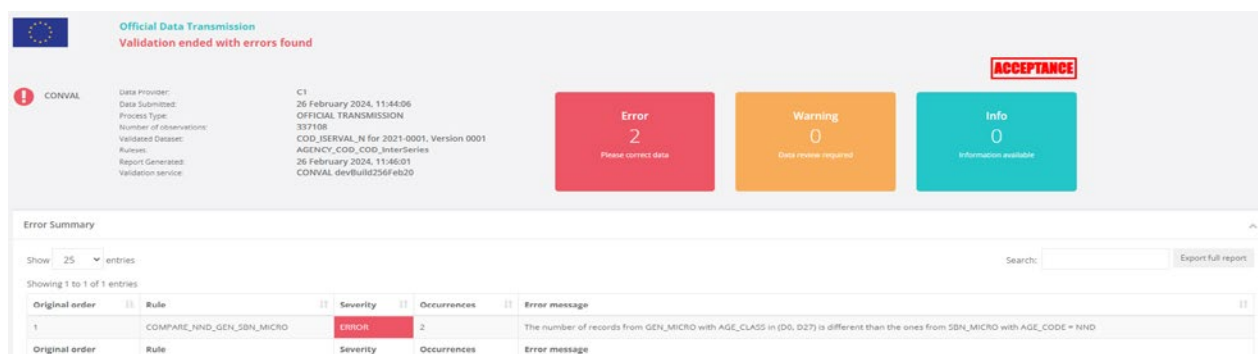 Official Data Transmission
Validation ended with errors found
ACCEPTANCE
CONVAL
Data Provider: C1
Data Submitted: 26 February 2024, 11:44:06
Process Type: OFFICIAL TRANSMISSION
Number of observations: 337108
Validated Dataset: COD_ISERVAL_N for 2021-0001, Version 0001
Ruleset: AGENCY_COD_COD_InterSeries
Report Generated: 26 February 2024, 11:46:01
Validation service: CONVAL devBuild256Feb20
Error
2
Please correct data
Warning
0
Data review required
Info
0
Information available
Error Summary
Show 25 entries
Search:
Export full report
Showing 1 to 1 of 1 entries
Original order Rule Severity Occurrences Error message
1 COMPARE_NND_GEN_SBN_MICRO ERROR 2 The number of records from GEN_MICRO with AGE_CLASS in (D0, D27) is different than the ones from SBN_MICRO with AGE_CODE = NND
Original order Rule Severity Occurrences Error message